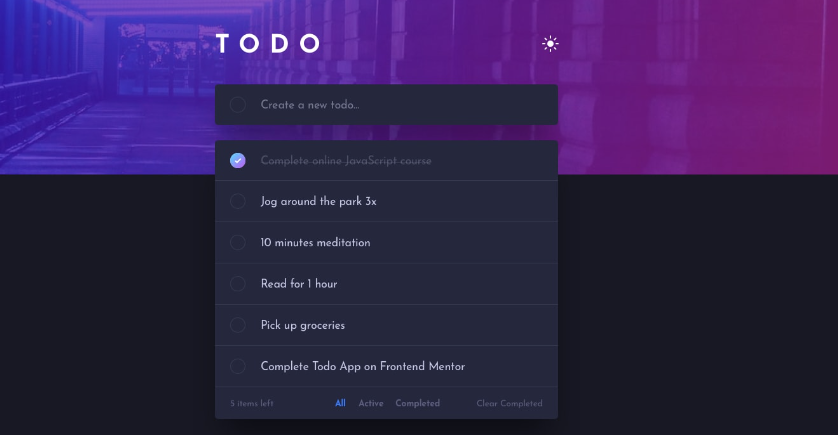 TODO
Create a new todo...
Complete online JavaScript course
Jog around the park 3x
10 minutes meditation
Read for 1 hour
Pick up groceries
Complete Todo App on Frontend Mentor
5 items left All Active Completed Clear Completed